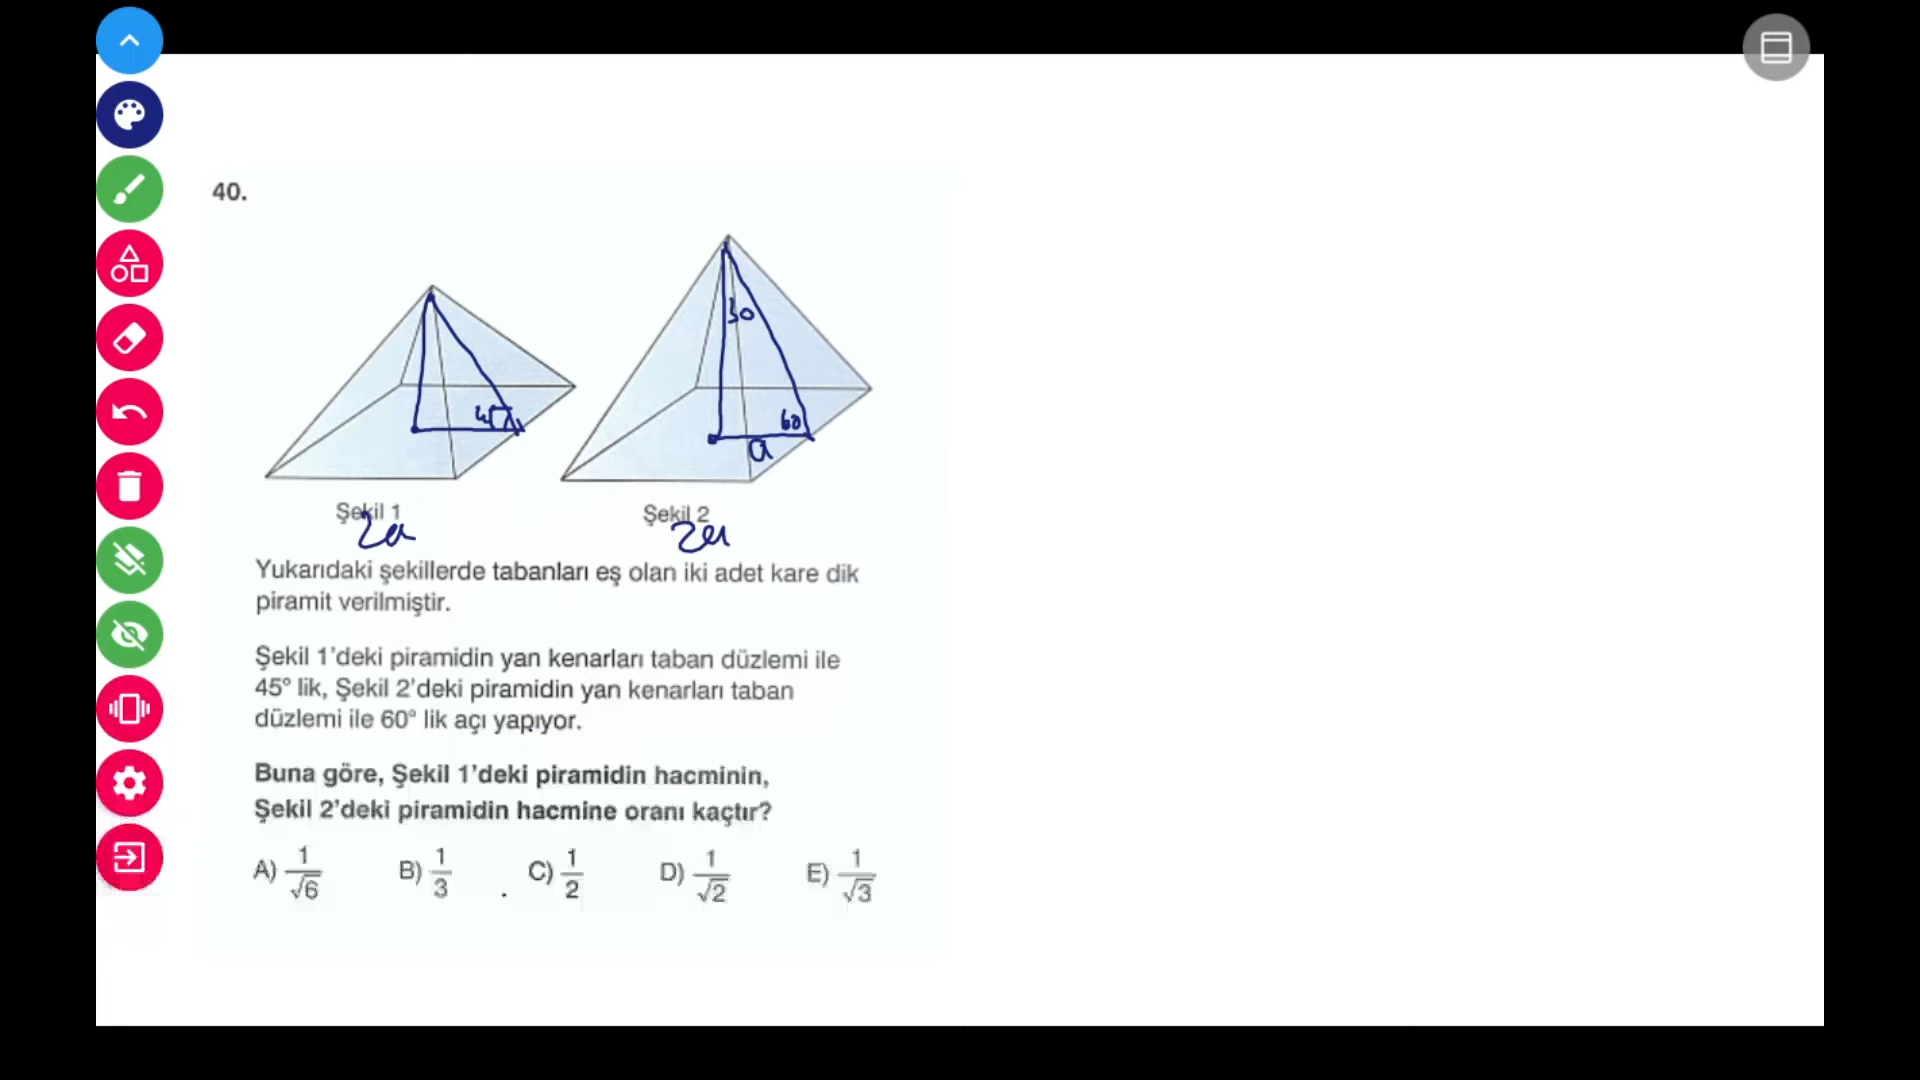 40.
30
60
a
Şekil 1
Şekil 2
2a
2a
Yukarıdaki şekillerde tabanları eş olan iki adet kare dik
piramit verilmiştir.
Şekil 1'deki piramidin yan kenarları taban düzlemi ile
45° lik, Şekil 2'deki piramidin yan kenarları taban
düzlemi ile 60° lik açı yapıyor.
Buna göre, Şekil 1'deki piramidin hacminin,
Şekil 2'deki piramidin hacmine oranı kaçtır?
A) 1/√6 B) 1/3 C) 1/2 D) 1/√2 E) 1/√3